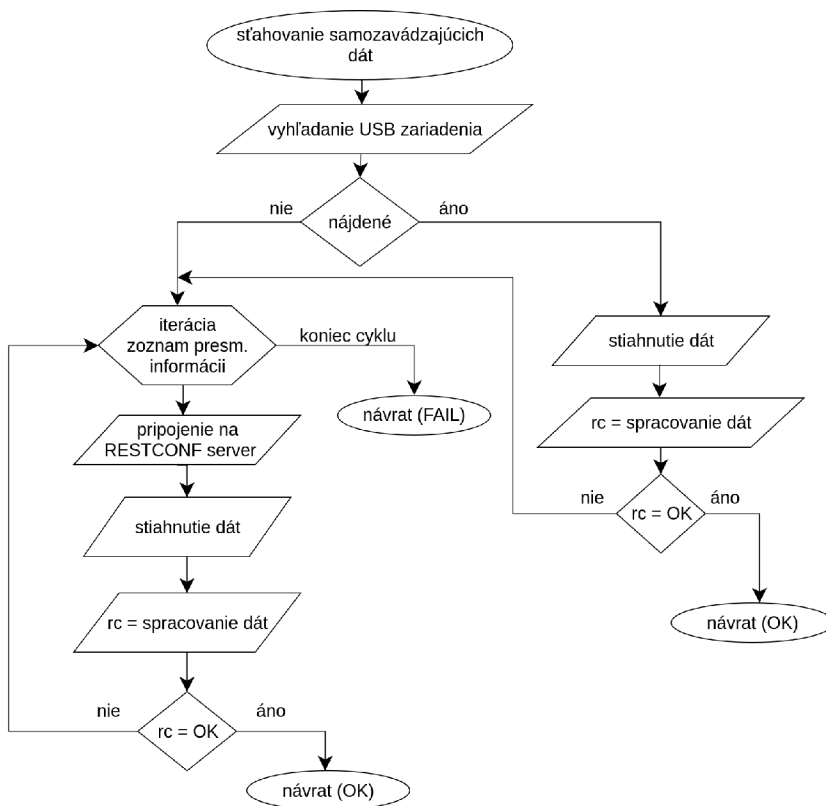 sťahovanie samozavádzajúcich
dát
vyhľadanie USB zariadenia
nie
nájdené
áno
iterácia
zoznam presm.
informácii
koniec cyklu
návrat (FAIL)
pripojenie na
RESTCONF server
stiahnutie dát
rc = spracovanie dát
nie
rc = OK
áno
návrat (OK)
stiahnutie dát
rc = spracovanie dát
nie
rc = OK
áno
návrat (OK)